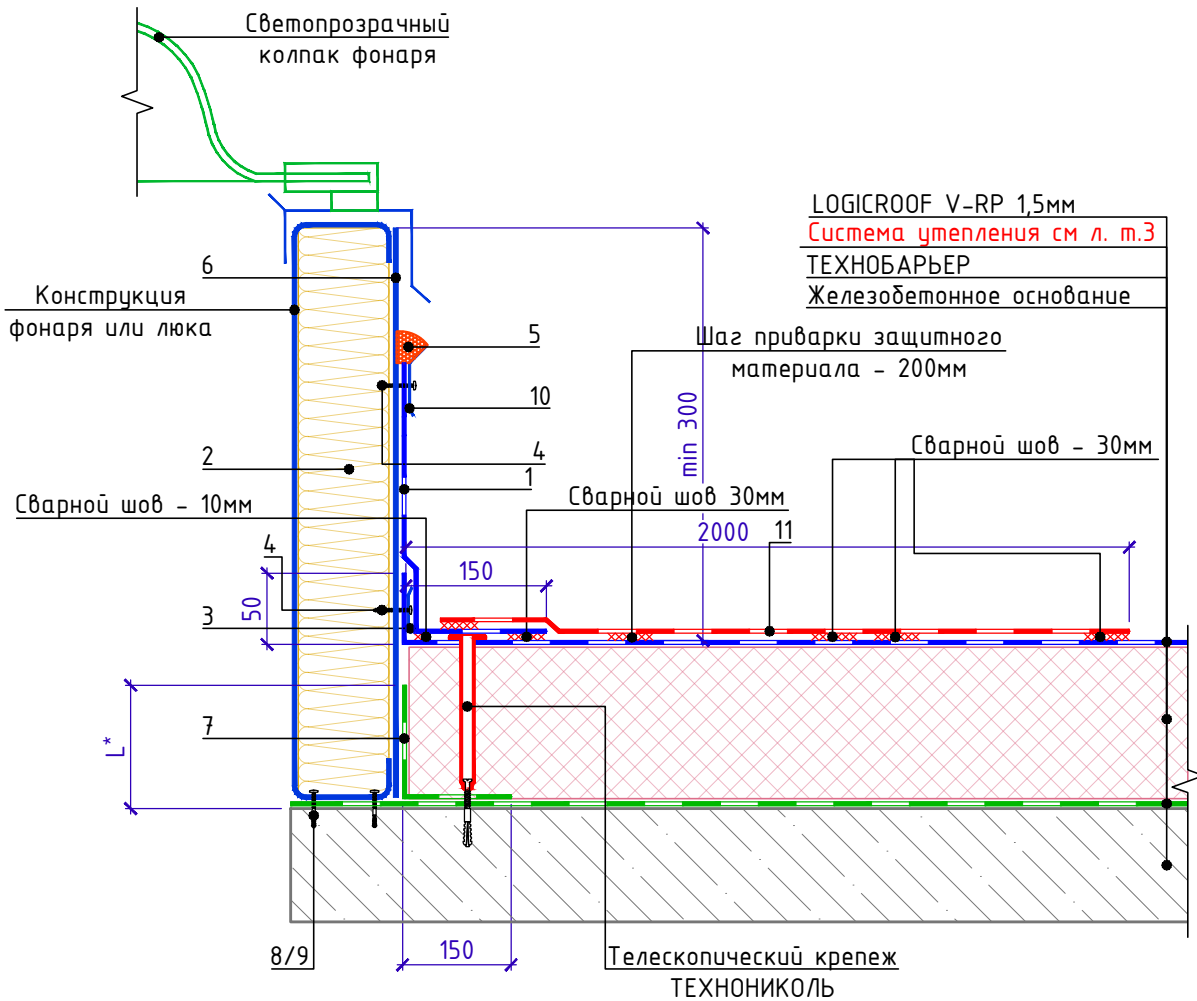 Светопрозрачный
колпак фонаря
LOGICROOF V-RP 1,5мм
Система утепления см л. т.3
ТЕХНОБАРЬЕР
Железобетонное основание
6
Конструкция
фонаря или люка
5
Шаг приварки защитного
материала - 200мм
10
min 300
4
2
1
Сварной шов - 30мм
Сварной шов - 10мм
Сварной шов 30мм
2000
11
4
150
50
3
7
L*
8/9
150
Телескопический крепеж
ТЕХНОНИКОЛЬ